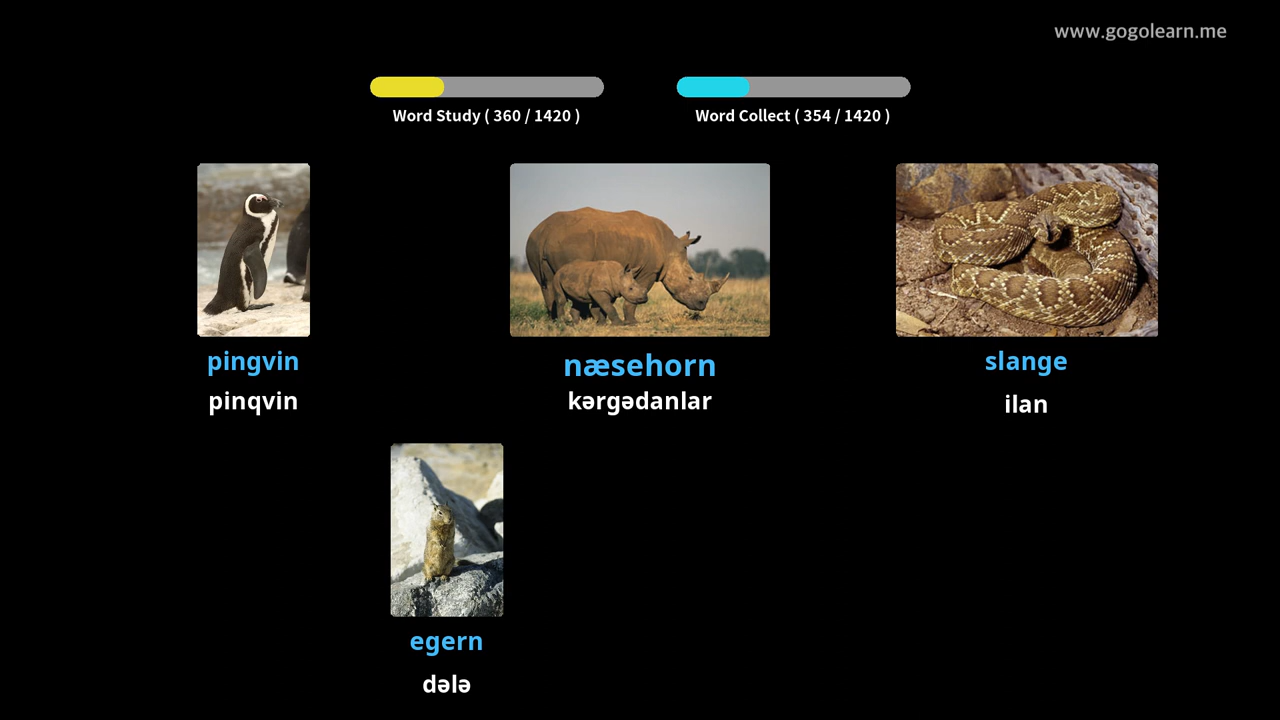 www.gogolearn.me
Word Study ( 360 / 1420 )
Word Collect ( 354 / 1420 )
pingvin
pinqvin
næsehorn
kərgədanlar
slange
ilan
egern
dələ